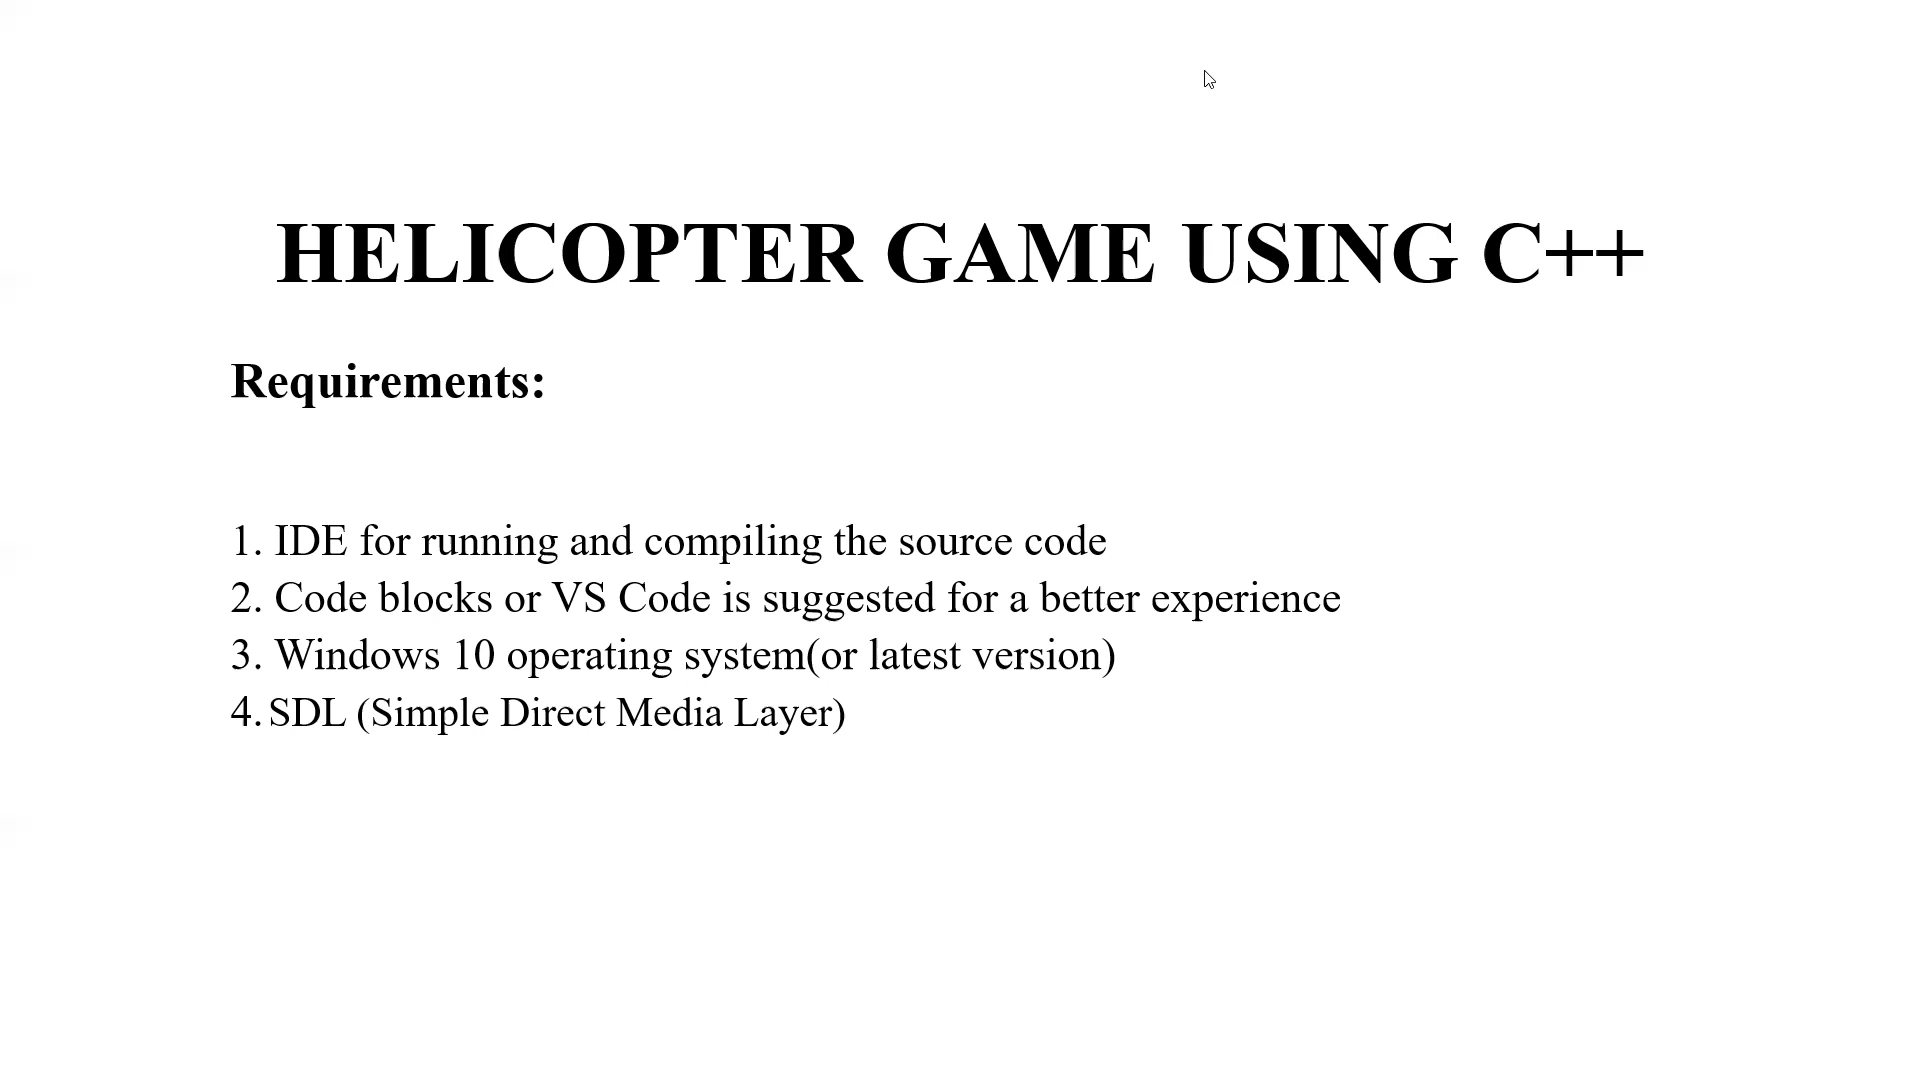 HELICOPTER GAME USING C++
Requirements:
1. IDE for running and compiling the source code
2. Code blocks or VS Code is suggested for a better experience
3. Windows 10 operating system(or latest version)
4. SDL (Simple Direct Media Layer)